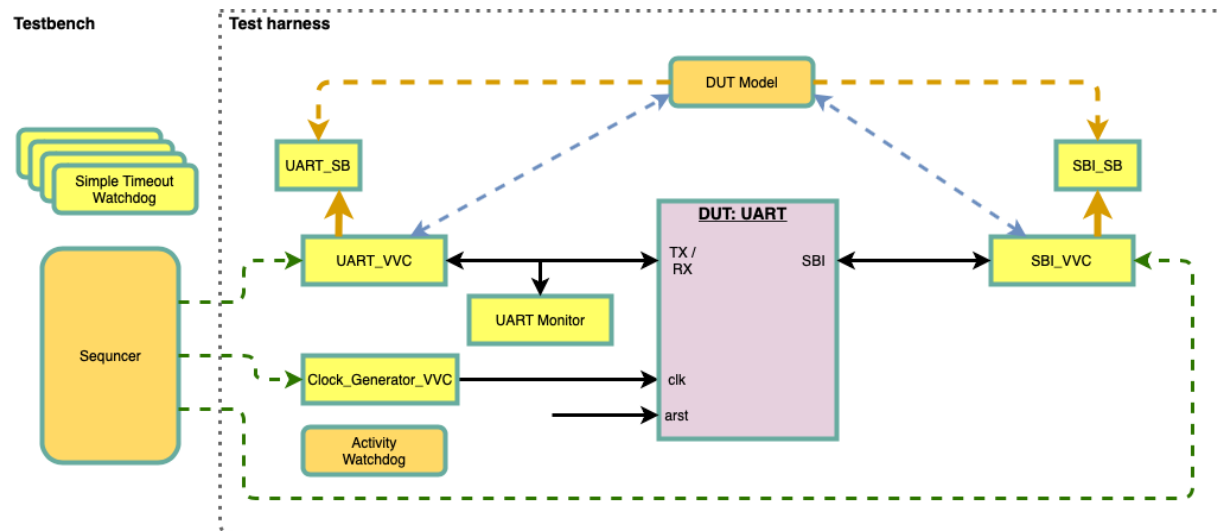 Testbench
Test harness
DUT Model
UART_SB
SBI_SB
Simple Timeout
Watchdog
DUT: UART
UART_VVC
TX /
RX
SBI
SBI_VVC
UART Monitor
Sequncer
Clock_Generator_VVC
clk
arst
Activity
Watchdog